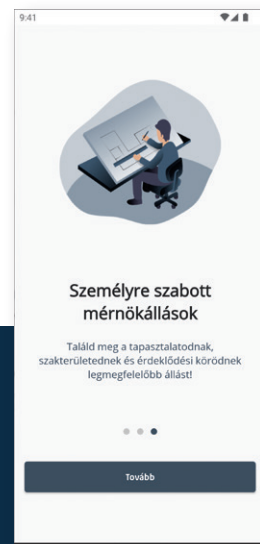 9:41
Személyre szabott
mérnökállások
Találd meg a tapasztalatodnak,
szakterületednek és érdeklődési körödnek
legmegfelelőbb állást!
Tovább